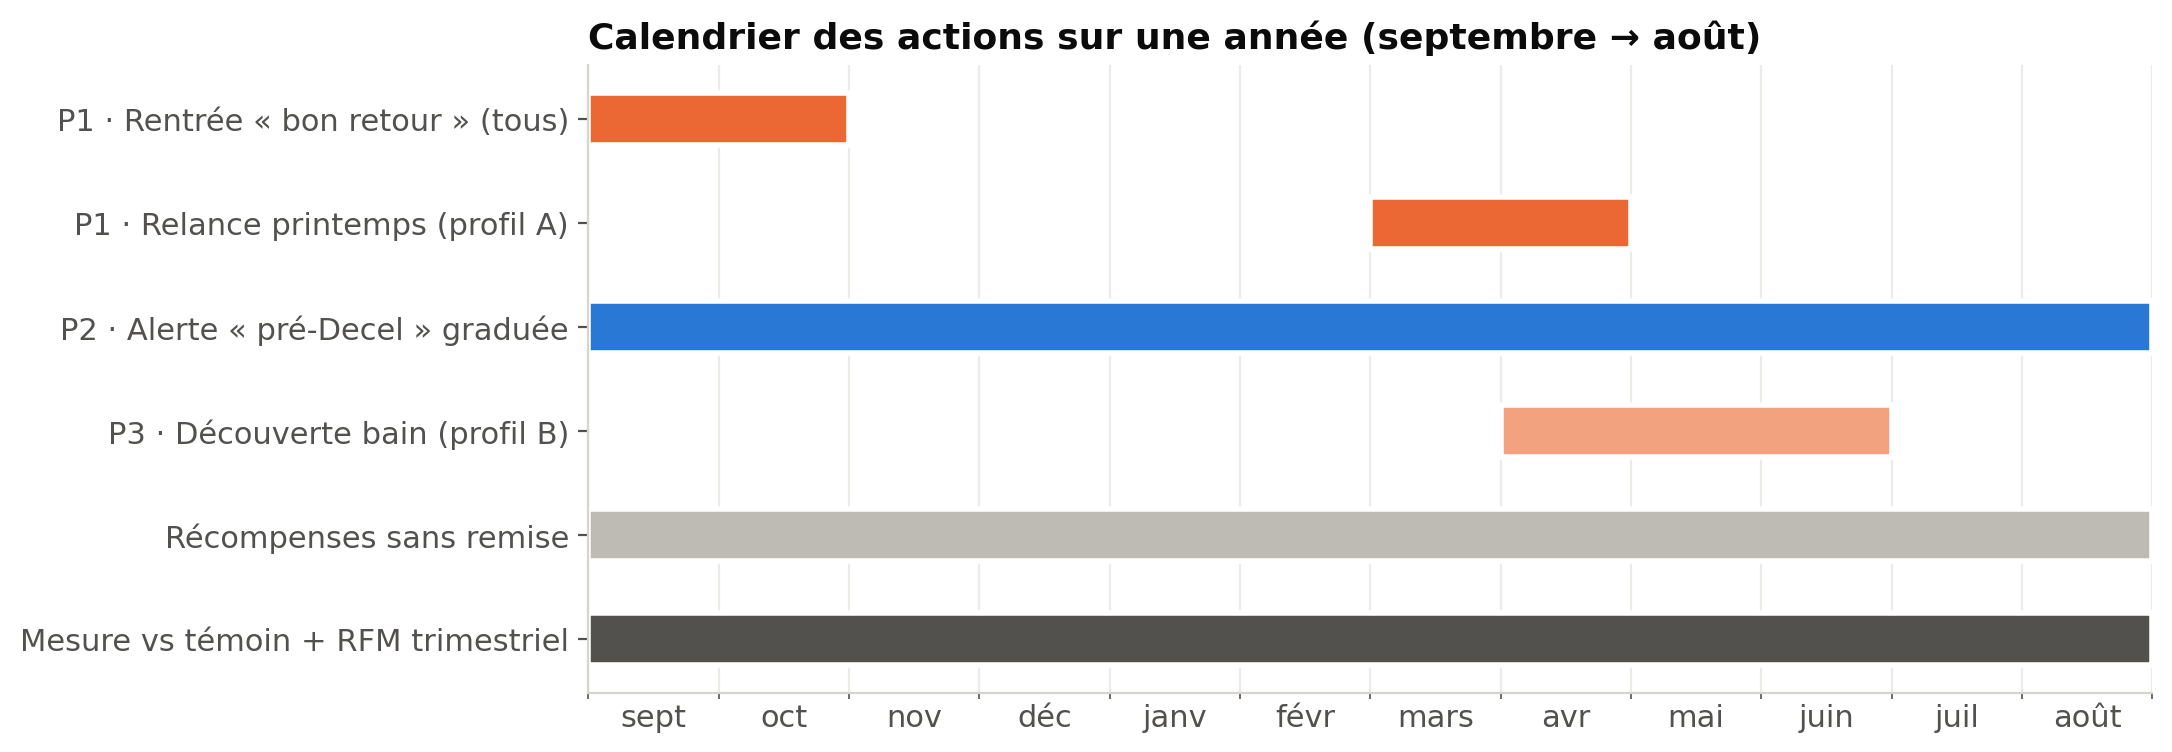 Calendrier des actions sur une année (septembre → août)
P1 · Rentrée « bon retour » (tous)
P1 · Relance printemps (profil A)
P2 · Alerte « pré-Decel » graduée
P3 · Découverte bain (profil B)
Récompenses sans remise
Mesure vs témoin + RFM trimestriel
sept oct nov déc janv févr mars avr mai juin juil août